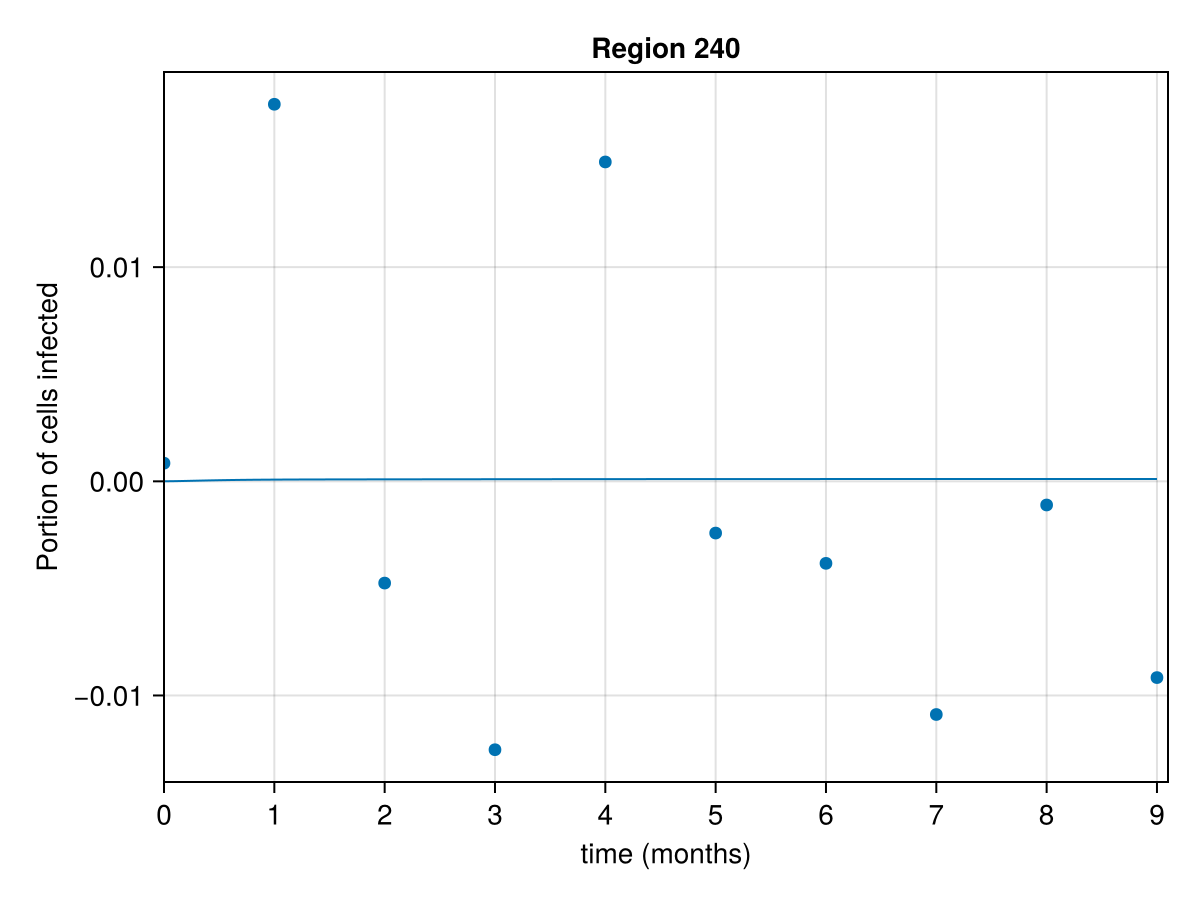 Region 240
Portion of cells infected
0.01
0.00
−0.01
0 1 2 3 4 5 6 7 8 9
time (months)